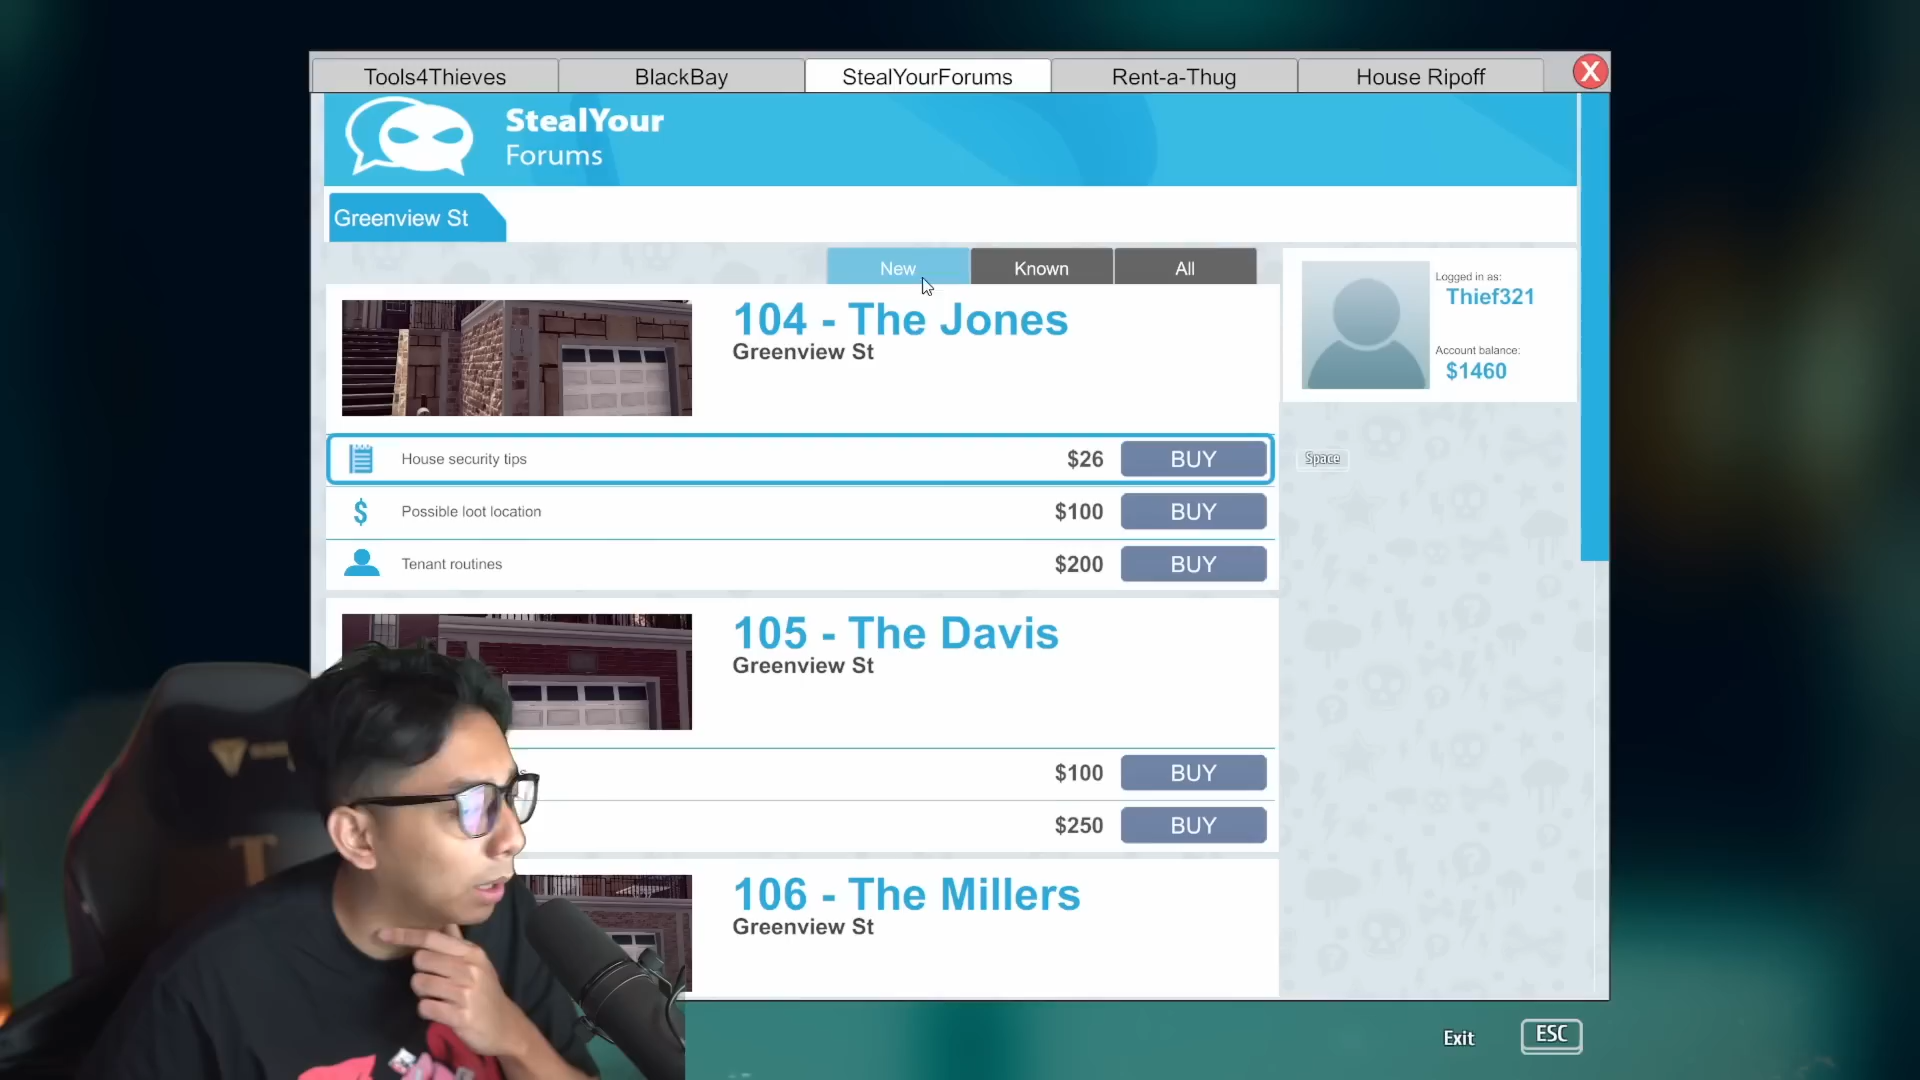 Tools4Thieves
BlackBay
StealYourForums
Rent-a-Thug
House Ripoff
X
StealYour
Forums
Greenview St
New
Known
All
Logged in as:
Thief321
Account balance:
$1460
104 - The Jones
Greenview St
House security tips
$26
BUY
Space
Possible loot location
$100
BUY
Tenant routines
$200
BUY
105 - The Davis
Greenview St
$100
BUY
$250
BUY
106 - The Millers
Greenview St
Exit
ESC